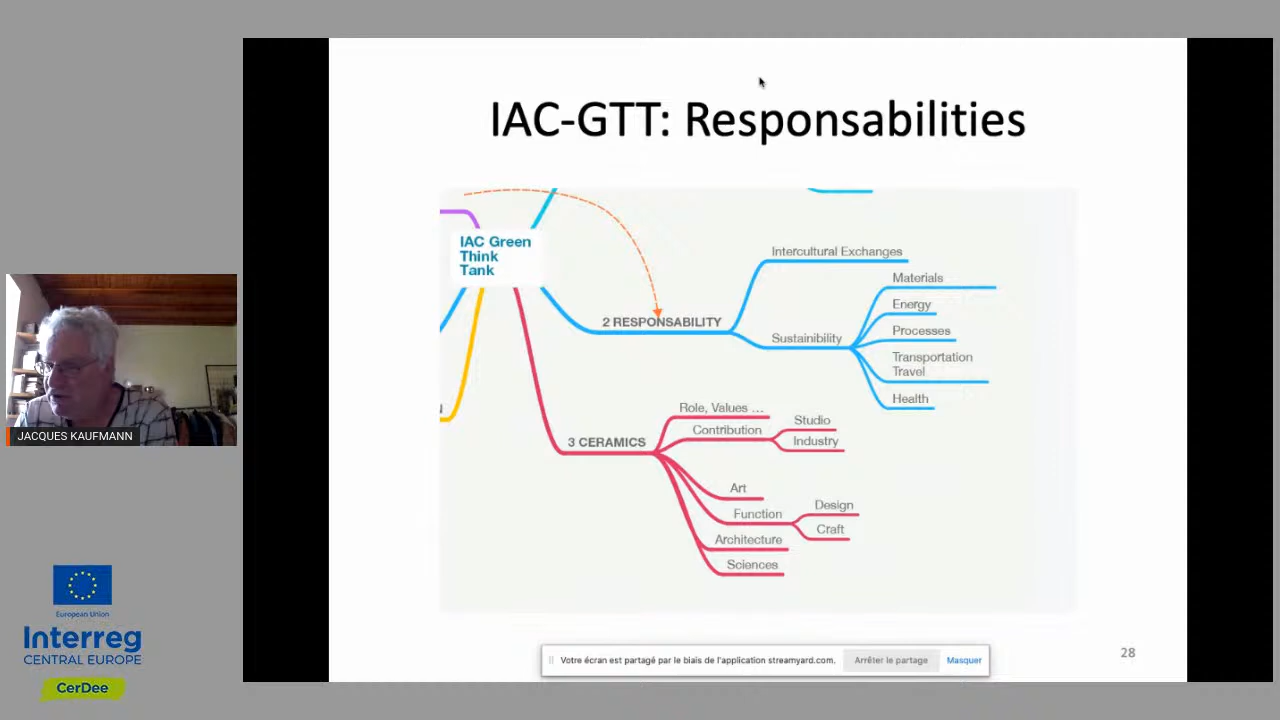 IAC-GTT: Responsabilities
IAC Green
Think
Tank
2 RESPONSABILITY
Intercultural Exchanges
Sustainibility
Materials
Energy
Processes
Transportation
Travel
Health
3 CERAMICS
Role, Values ...
Contribution
Studio
Industry
Art
Function
Design
Craft
Architecture
Sciences
JACQUES KAUFMANN
European Union
Interreg
CENTRAL EUROPE
CerDee
Votre écran est partagé par le biais de l'application streamyard.com.
Arrêter le partage
Masquer
28